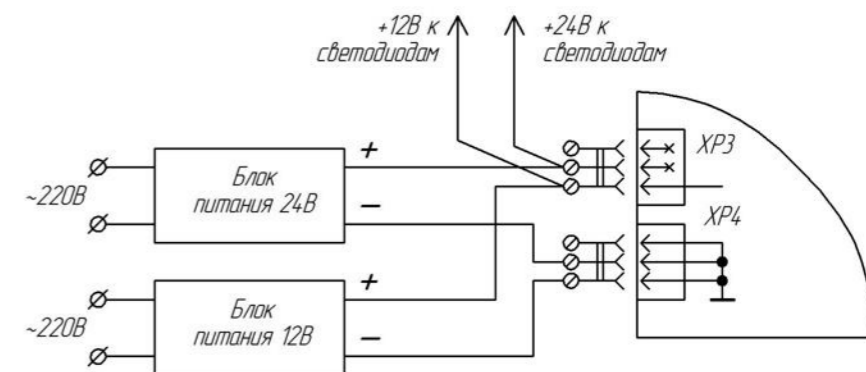 +12В к
светодиодам
+24В к
светодиодам
~220В
Блок
питания 24В
+
−
XP3
XP4
~220В
Блок
питания 12В
+
−